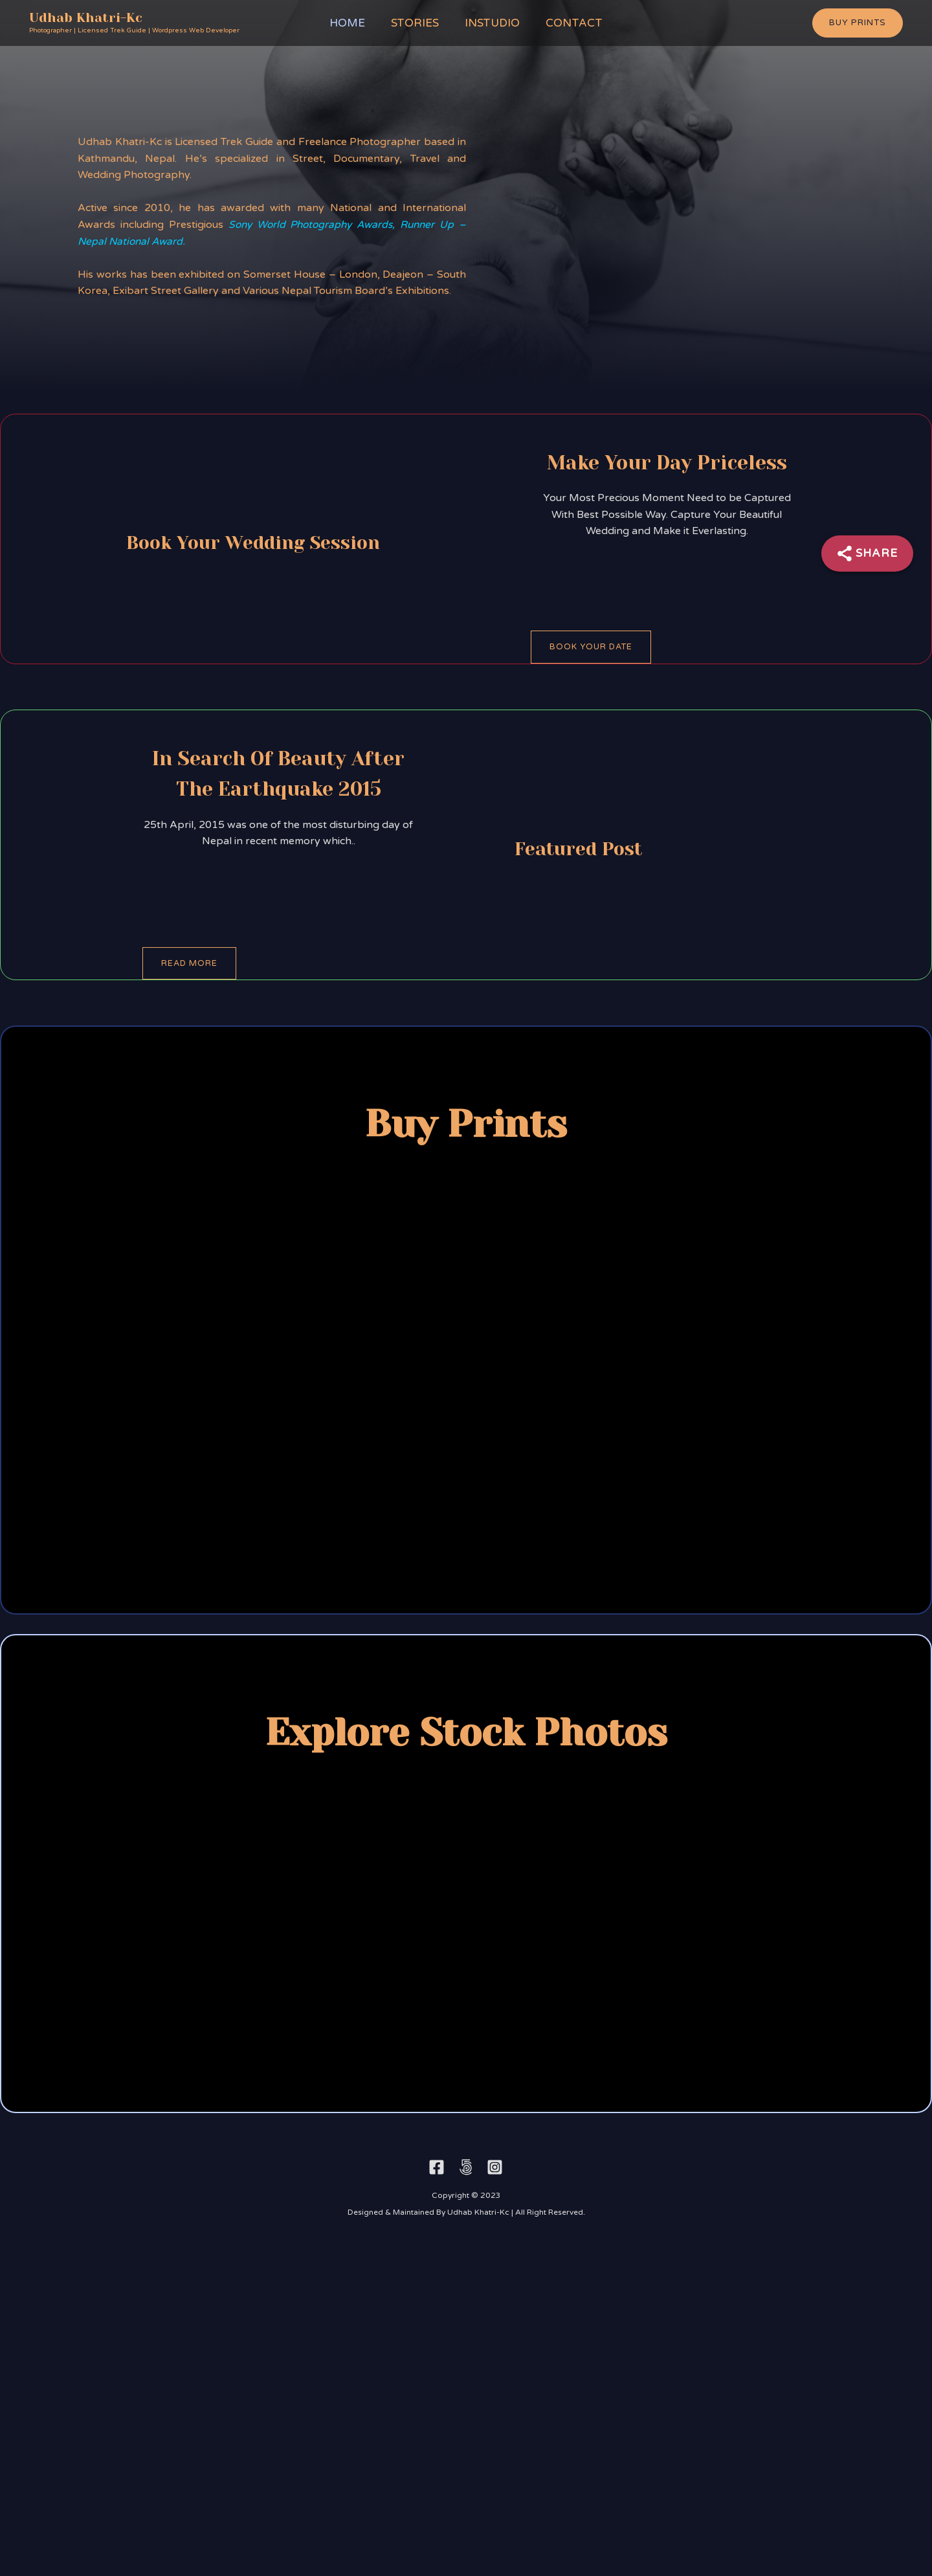 Udhab Khatri-Kc
Photographer | Licensed Trek Guide | Wordpress Web Developer
HOME
STORIES
INSTUDIO
CONTACT
BUY PRINTS
Udhab Khatri-Kc is Licensed Trek Guide and Freelance Photographer based in
Kathmandu, Nepal. He's specialized in Street, Documentary, Travel and
Wedding Photography.
Active since 2010, he has awarded with many National and International
Awards including Prestigious Sony World Photography Awards, Runner Up –
Nepal National Award.
His works has been exhibited on Somerset House – London, Deajeon – South
Korea, Exibart Street Gallery and Various Nepal Tourism Board's Exhibitions.
Book Your Wedding Session
Make Your Day Priceless
Your Most Precious Moment Need to be Captured
With Best Possible Way. Capture Your Beautiful
Wedding and Make it Everlasting.
SHARE
BOOK YOUR DATE
In Search Of Beauty After
The Earthquake 2015
25th April, 2015 was one of the most disturbing day of
Nepal in recent memory which..
READ MORE
Featured Post
Buy Prints
Explore Stock Photos
Copyright © 2023
Designed & Maintained By Udhab Khatri-Kc | All Right Reserved.